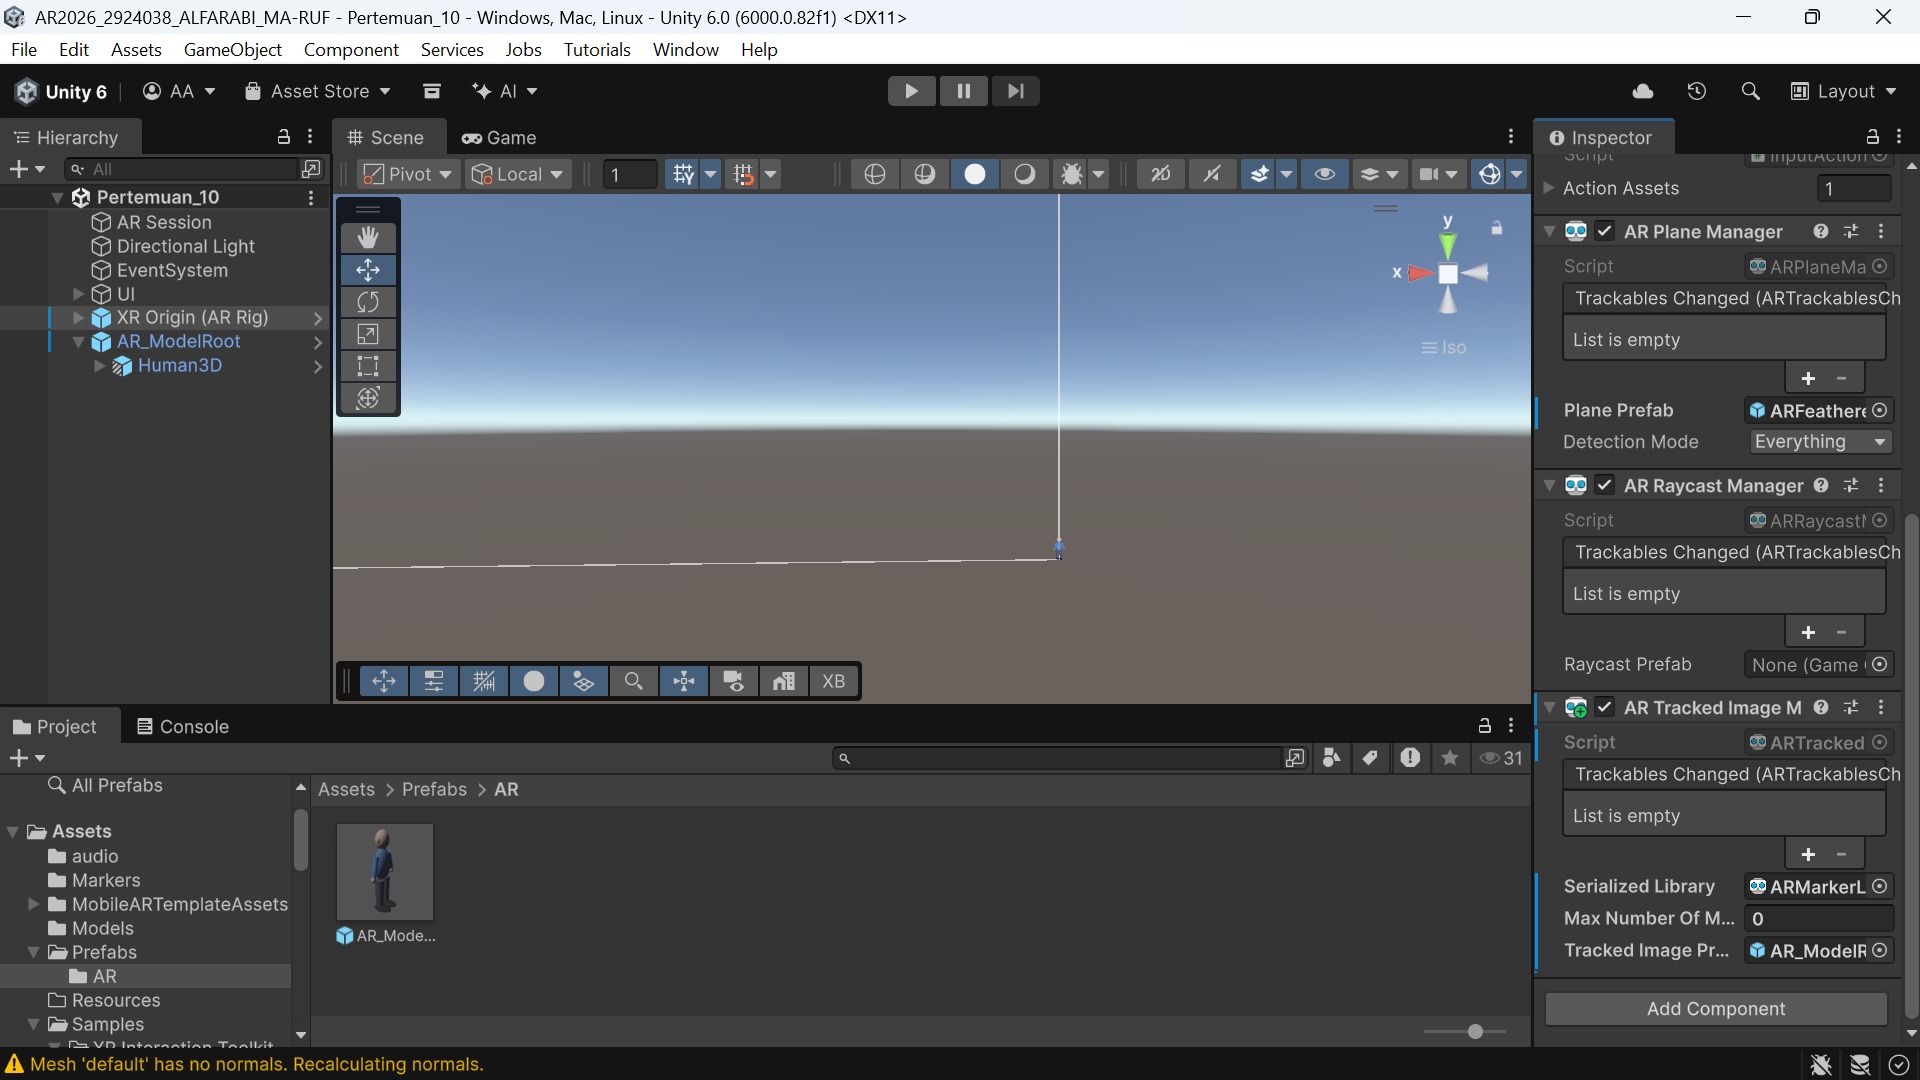 AR2026_2924038_ALFARABI_MA-RUF - Pertemuan_10 - Windows, Mac, Linux - Unity 6.0 (6000.0.82f1) <DX11>
File Edit Assets GameObject Component Services Jobs Tutorials Window Help
Unity 6 AA Asset Store AI Layout
Hierarchy
All
Pertemuan_10
AR Session
Directional Light
EventSystem
UI
XR Origin (AR Rig)
AR_ModelRoot
Human3D
Scene Game
Pivot Local 1 2D
y
x
Iso
XB
Inspector
Script InputAction
Action Assets 1
AR Plane Manager
Script ARPlaneMa
Trackables Changed (ARTrackablesCh
List is empty
+ -
Plane Prefab ARFeathere
Detection Mode Everything
AR Raycast Manager
Script ARRaycastM
Trackables Changed (ARTrackablesCh
List is empty
+ -
Raycast Prefab None (Game
AR Tracked Image M
Script ARTracked
Trackables Changed (ARTrackablesCh
List is empty
+ -
Serialized Library ARMarkerL
Max Number Of M... 0
Tracked Image Pr... AR_ModelR
Add Component
Project Console
31
All Prefabs
Assets
audio
Markers
MobileARTemplateAssets
Models
Prefabs
AR
Resources
Samples
XR Interaction Toolkit
Assets > Prefabs > AR
AR_Mode...
Mesh 'default' has no normals. Recalculating normals.